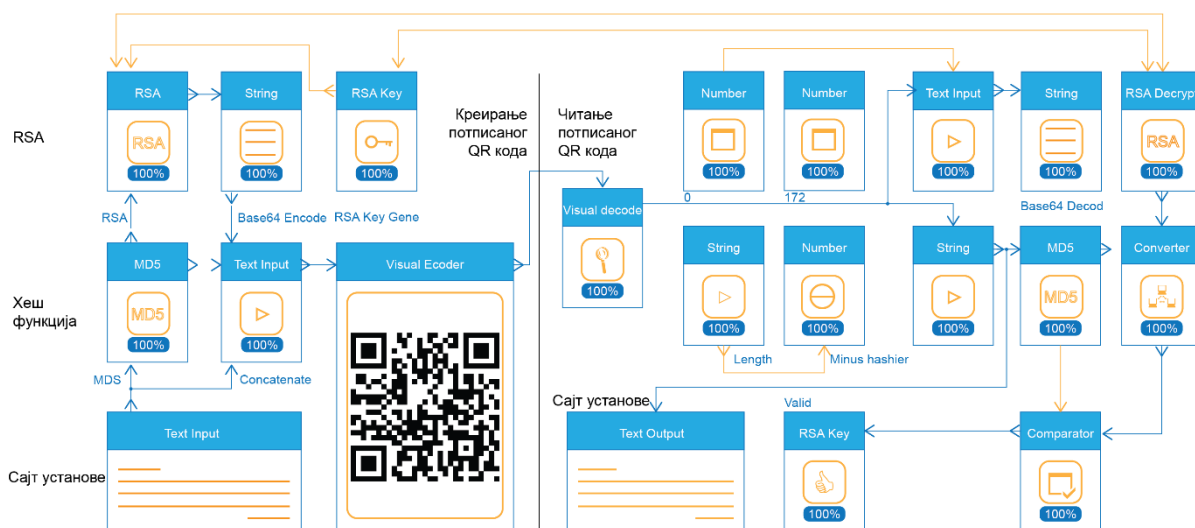 RSA
String
RSA Key
Number
Number
Text Input
String
RSA Decrypt
RSA
RSA
RSA
100%
100%
100%
Креирање
потписаног
QR кода
Читање
потписаног
QR кода
100%
100%
100%
100%
100%
RSA
Base64 Encode
RSA Key Gene
Visual decode
0
172
Base64 Decod
MD5
Text Input
Visual Ecoder
100%
String
Number
String
MD5
Converter
Хеш
функција
MD5
100%
100%
MD5
100%
100%
100%
100%
100%
MDS
Concatenate
Length
Minus hashier
Сајт установе
Valid
Text Input
Text Output
RSA Key
Comparator
Сајт установе
100%
100%